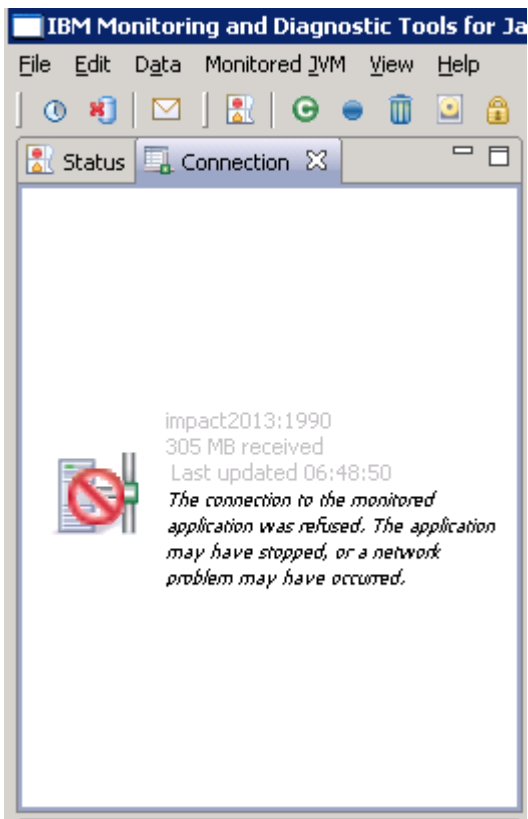 IBM Monitoring and Diagnostic Tools for Ja
File Edit Data Monitored JVM View Help
Status Connection
impact2013:1990
305 MB received
Last updated 06:48:50
The connection to the monitored
application was refused. The application
may have stopped, or a network
problem may have occurred.